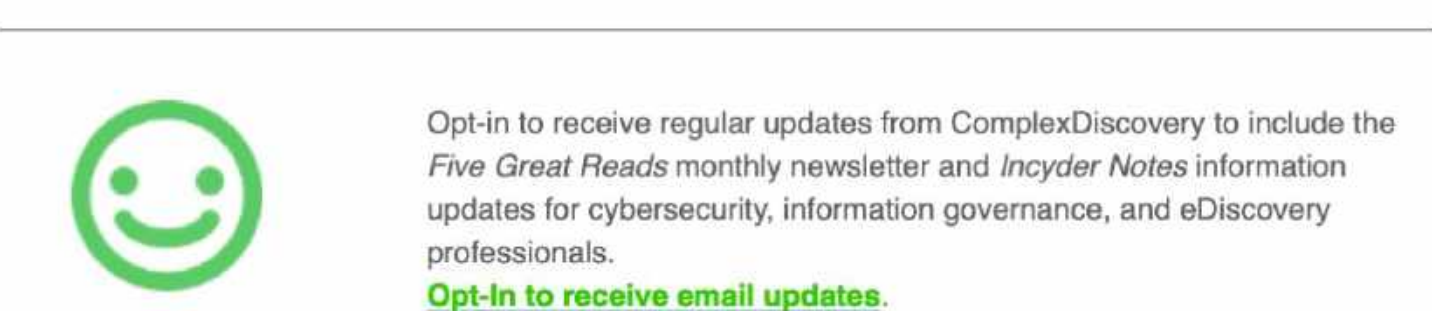 Opt-in to receive regular updates from ComplexDiscovery to include the
Five Great Reads monthly newsletter and Incyder Notes information
updates for cybersecurity, information governance, and eDiscovery
professionals.
Opt-In to receive email updates.